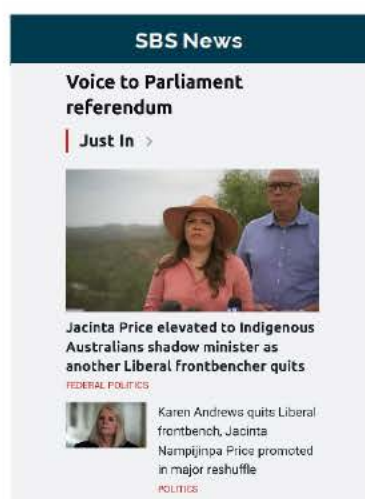 SBS News
Voice to Parliament
referendum
Just In >
Jacinta Price elevated to Indigenous
Australians shadow minister as
another Liberal frontbencher quits
FEDERAL POLITICS
Karen Andrews quits Liberal
frontbench, Jacinta
Nampijinpa Price promoted
in major reshuffle
POLITICS